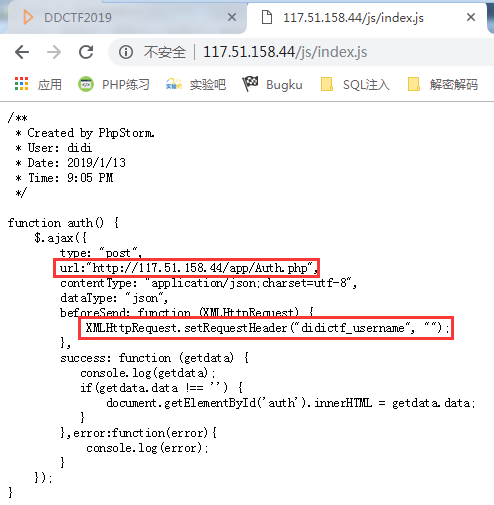 DDCTF2019
117.51.158.44/js/index.js
不安全 | 117.51.158.44/js/index.js
应用 PHP练习 实验吧 Bugku SQL注入 解密解码
/**
 * Created by PhpStorm.
 * User: didi
 * Date: 2019/1/13
 * Time: 9:05 PM
 */
function auth() {
    $.ajax({
        type: "post",
        url:"http://117.51.158.44/app/Auth.php",
        contentType: "application/json;charset=utf-8",
        dataType: "json",
        beforeSend: function (XMLHttpRequest) {
            XMLHttpRequest.setRequestHeader("didictf_username", "");
        },
        success: function (getdata) {
           console.log(getdata);
           if(getdata.data !== '') {
               document.getElementById('auth').innerHTML = getdata.data;
           }
        },error:function(error){
            console.log(error);
        }
    });
}